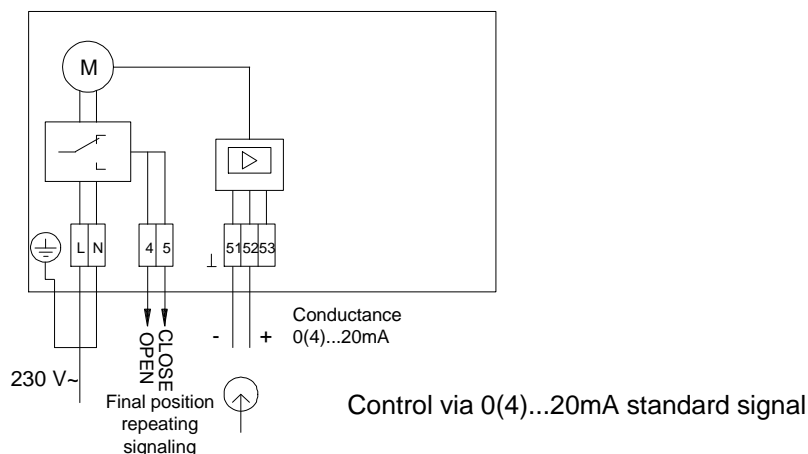 M
L N 4 5 51 52 53
⊥
- + Conductance
0(4)...20mA
OPEN
CLOSE
230 V~
Final position
repeating
signaling
Control via 0(4)...20mA standard signal